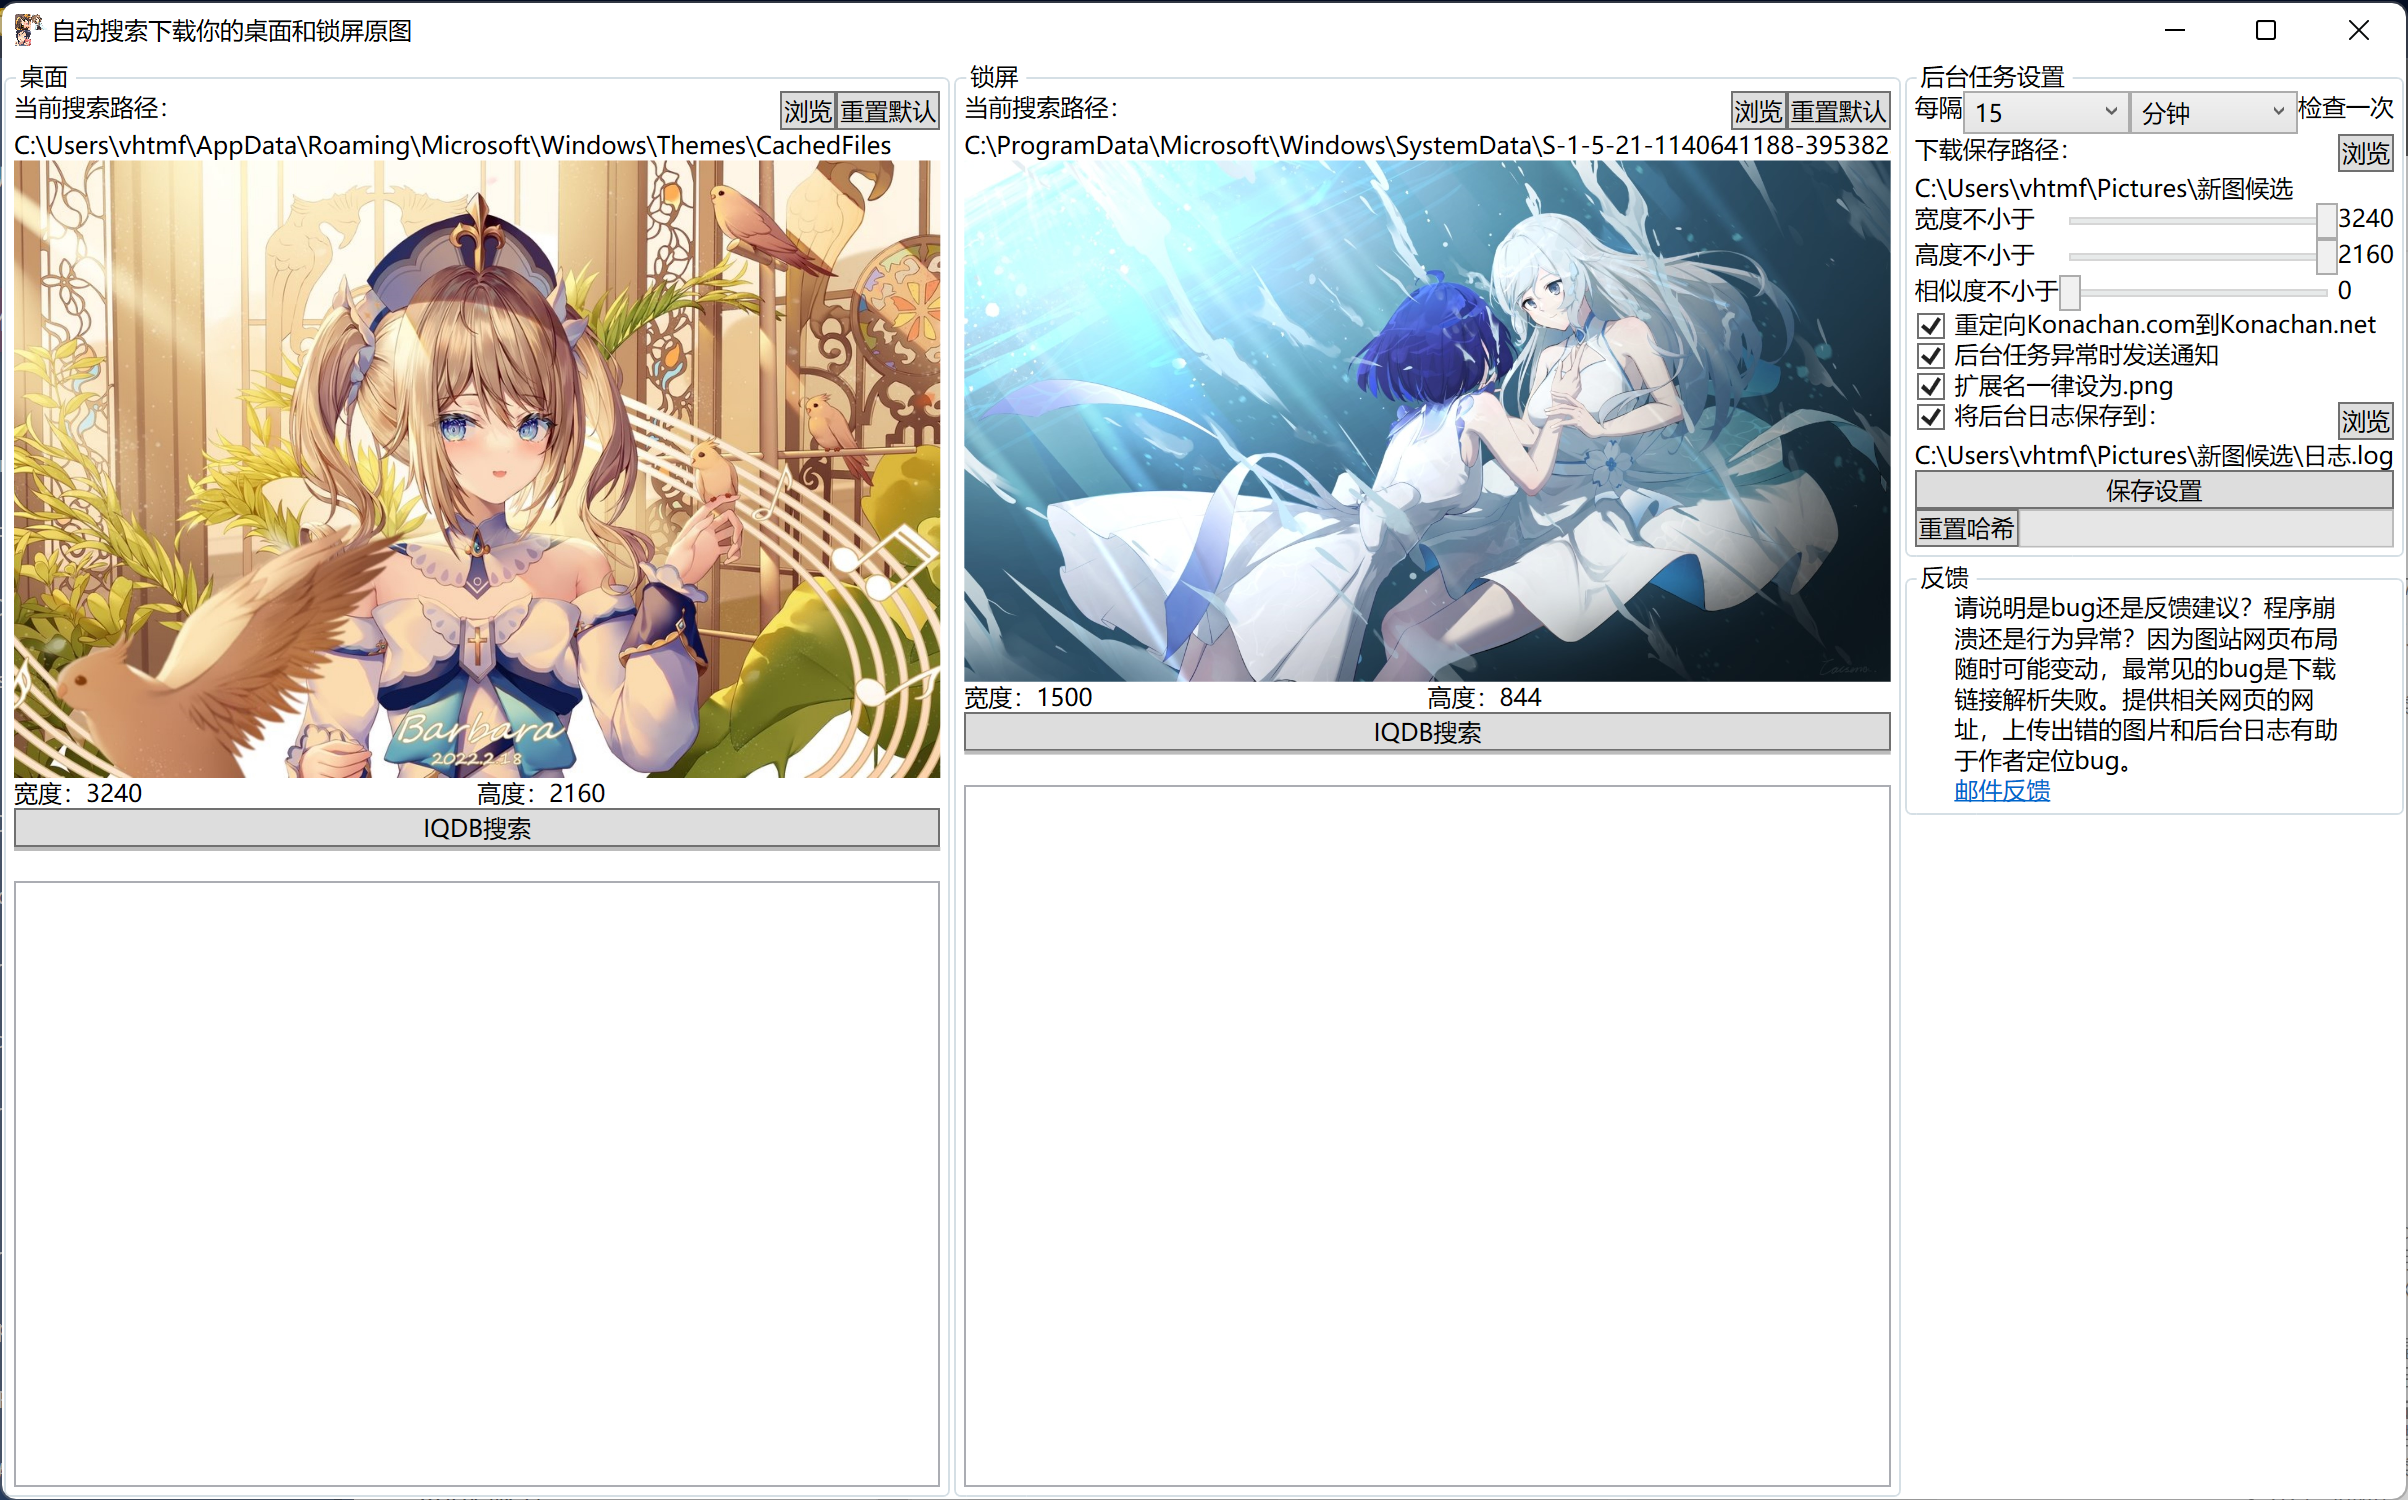 自动搜索下载你的桌面和锁屏原图
桌面
当前搜索路径：
浏览 重置默认
C:\Users\vhtmf\AppData\Roaming\Microsoft\Windows\Themes\CachedFiles
Barbara
2022.2.18
宽度：3240 高度：2160
IQDB搜索
锁屏
当前搜索路径：
浏览 重置默认
C:\ProgramData\Microsoft\Windows\SystemData\S-1-5-21-1140641188-395382
宽度：1500 高度：844
IQDB搜索
后台任务设置
每隔 15 分钟 检查一次
下载保存路径：
浏览
C:\Users\vhtmf\Pictures\新图候选
宽度不小于 3240
高度不小于 2160
相似度不小于 0
重定向Konachan.com到Konachan.net
后台任务异常时发送通知
扩展名一律设为.png
将后台日志保存到：
浏览
C:\Users\vhtmf\Pictures\新图候选\日志.log
保存设置
重置哈希
反馈
请说明是bug还是反馈建议？程序崩
溃还是行为异常？因为图站网页布局
随时可能变动，最常见的bug是下载
链接解析失败。提供相关网页的网
址，上传出错的图片和后台日志有助
于作者定位bug。
邮件反馈